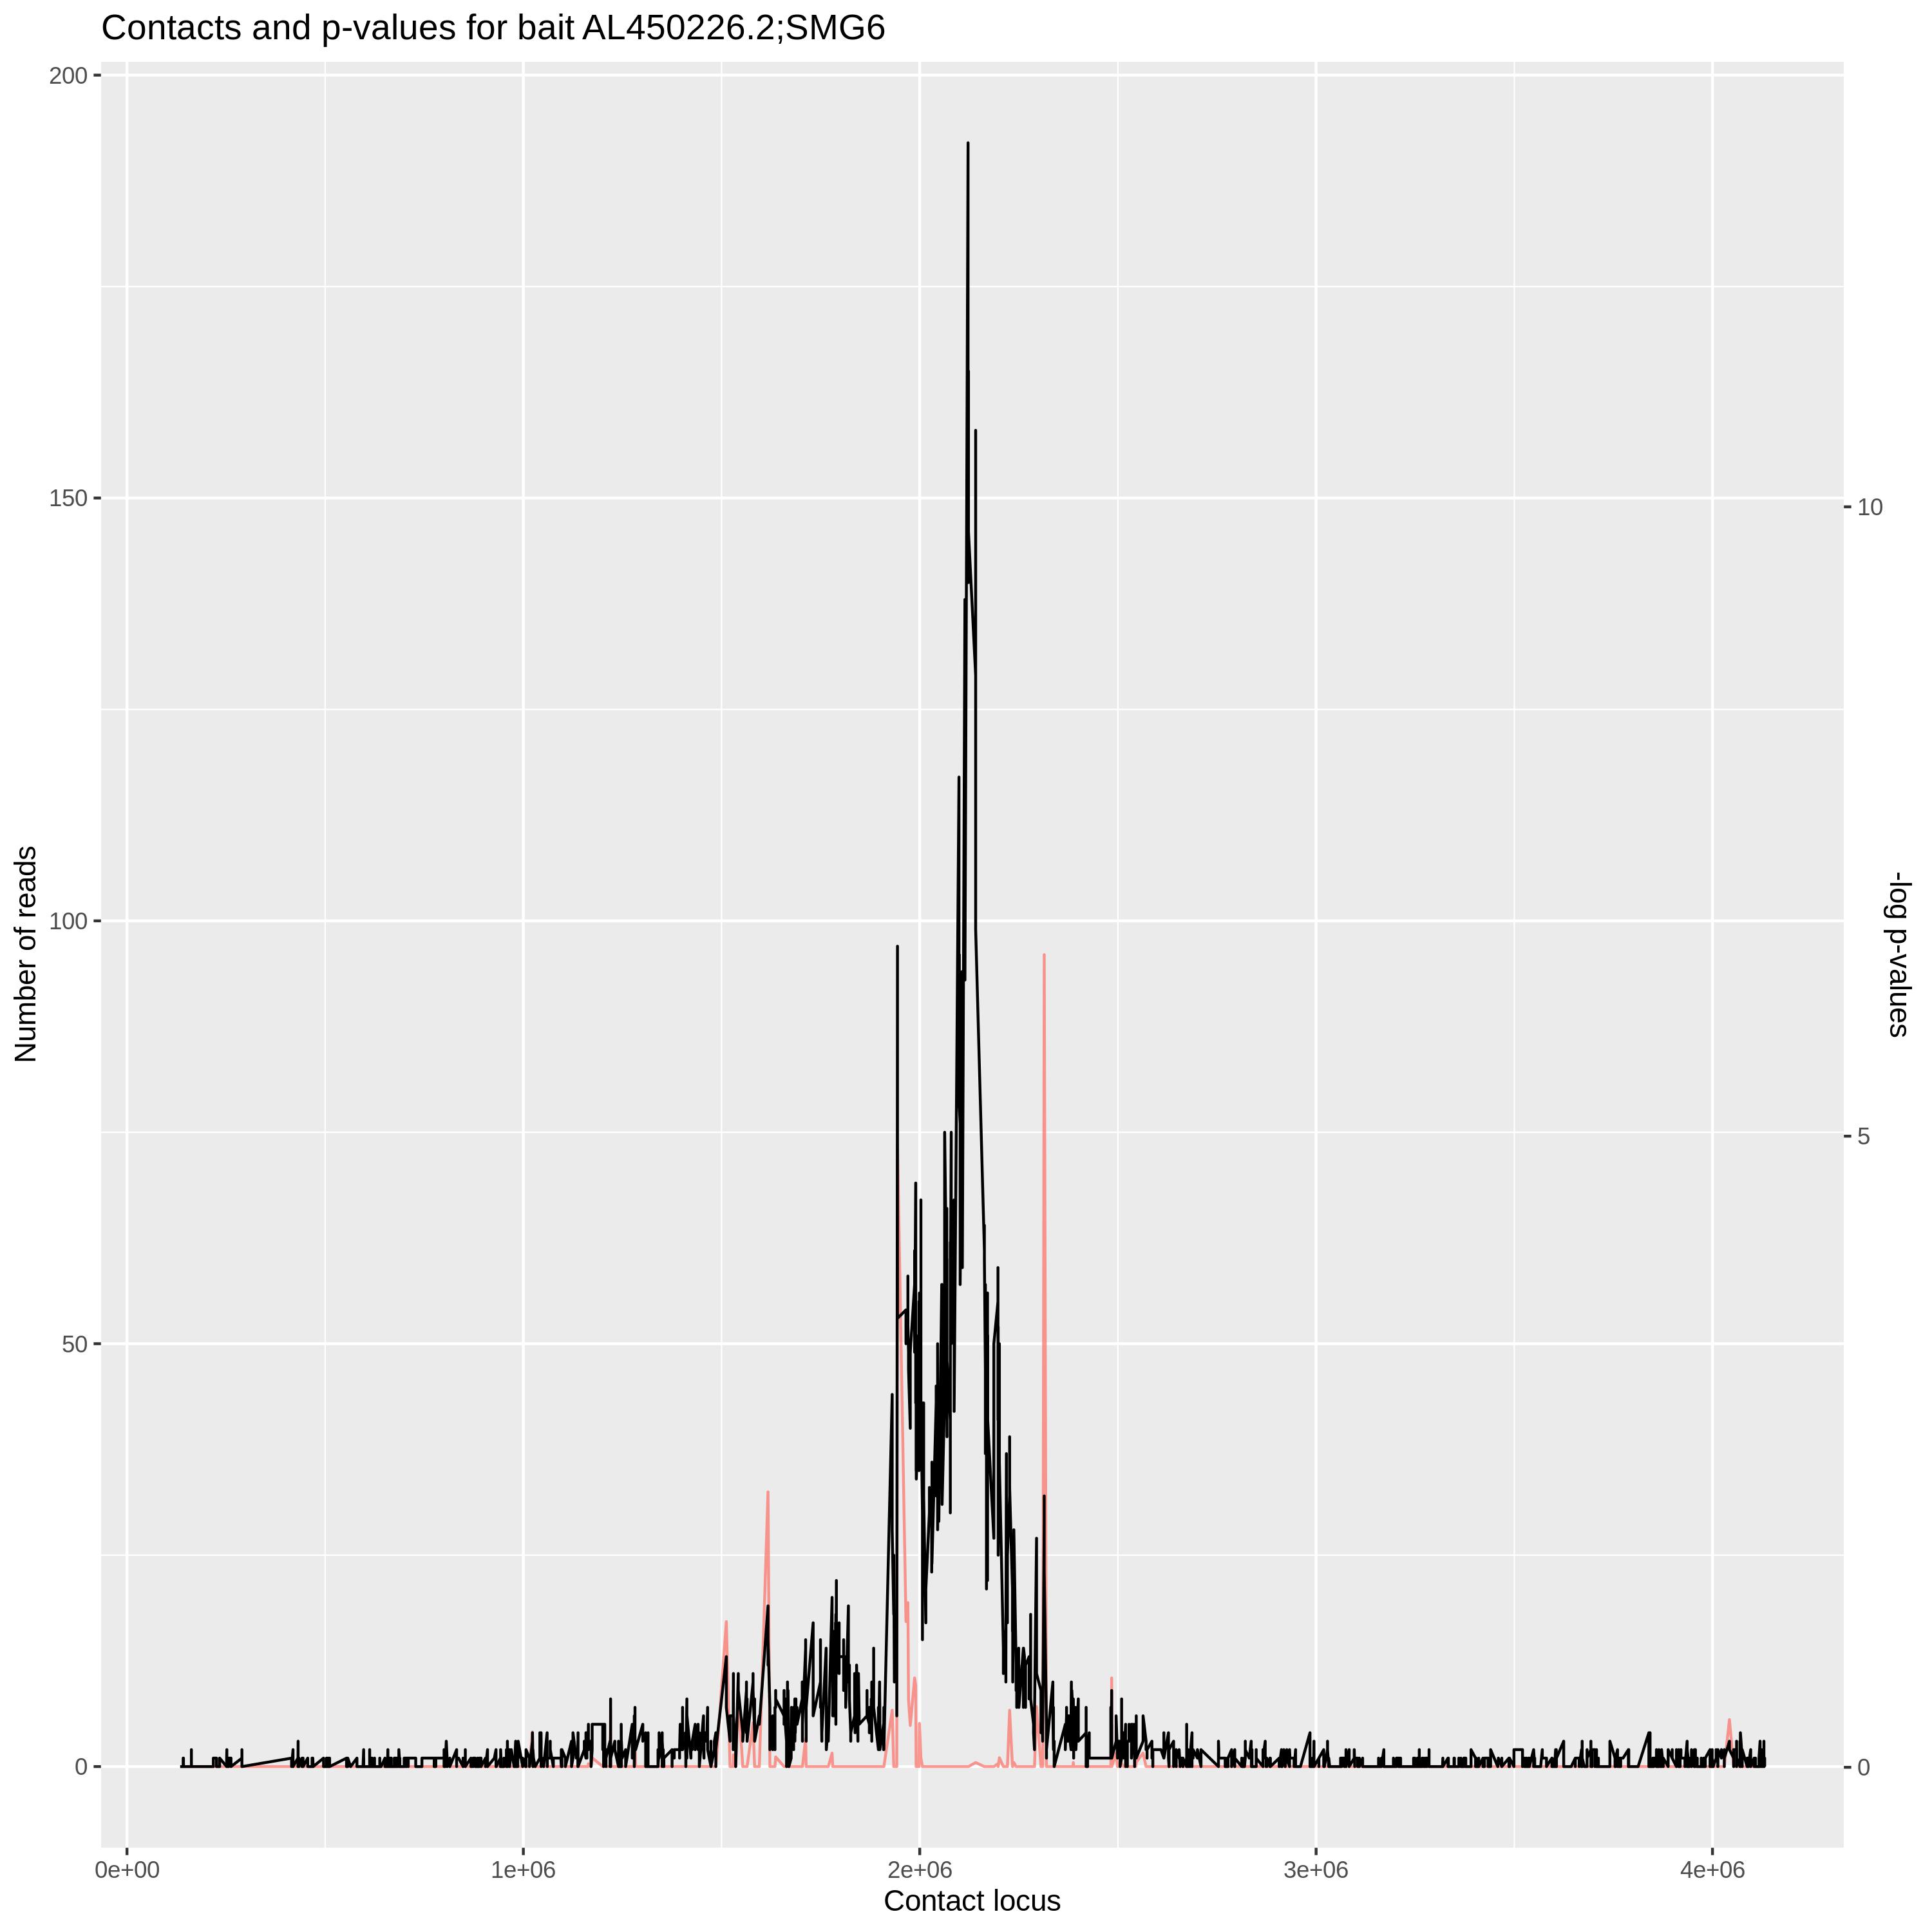 Contacts and p-values for bait AL450226.2;SMG6
200
150
100
50
0
Number of reads
10
5
0
-log p-values
0e+00
1e+06
2e+06
3e+06
4e+06
Contact locus